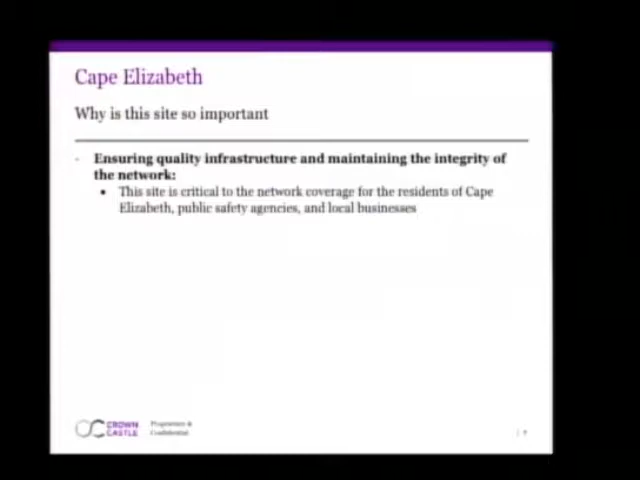 Cape Elizabeth
Why is this site so important
Ensuring quality infrastructure and maintaining the integrity of
the network:
This site is critical to the network coverage for the residents of Cape
Elizabeth, public safety agencies, and local businesses
CROWN
CASTLE
Proprietary &
Confidential